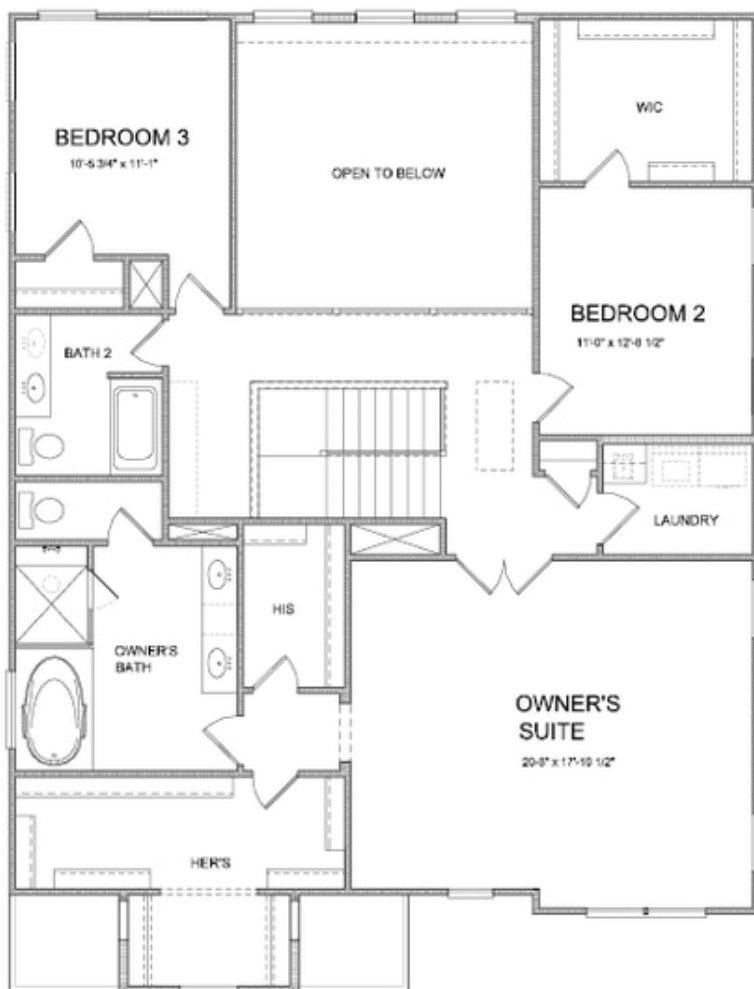 BEDROOM 3
10'-5 3/4" x 11'-1"
OPEN TO BELOW
WIC
BEDROOM 2
11'-0" x 12'-8 1/2"
BATH 2
LAUNDRY
HIS
OWNER'S
BATH
OWNER'S
SUITE
20-8" x 17'-10 1/2"
HER'S